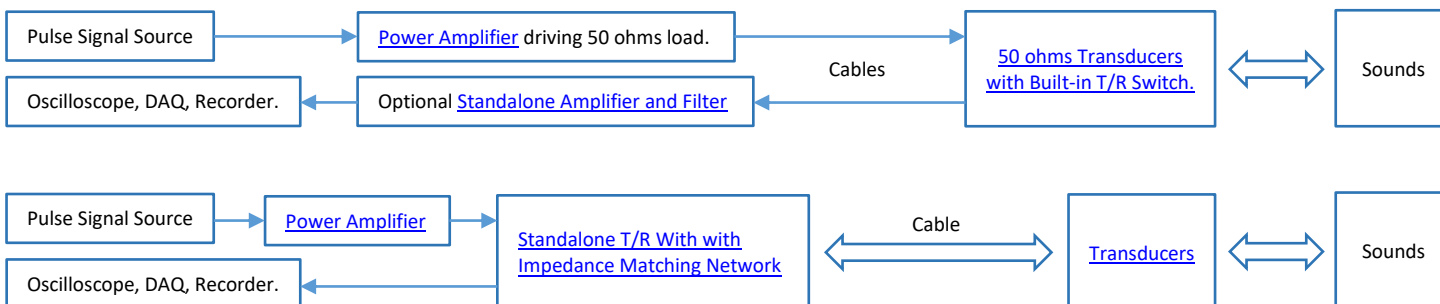 Pulse Signal Source
Power Amplifier driving 50 ohms load.
Cables
50 ohms Transducers
with Built-in T/R Switch.
Sounds
Oscilloscope, DAQ, Recorder.
Optional Standalone Amplifier and Filter
Pulse Signal Source
Power Amplifier
Standalone T/R With with
Impedance Matching Network
Cable
Transducers
Sounds
Oscilloscope, DAQ, Recorder.